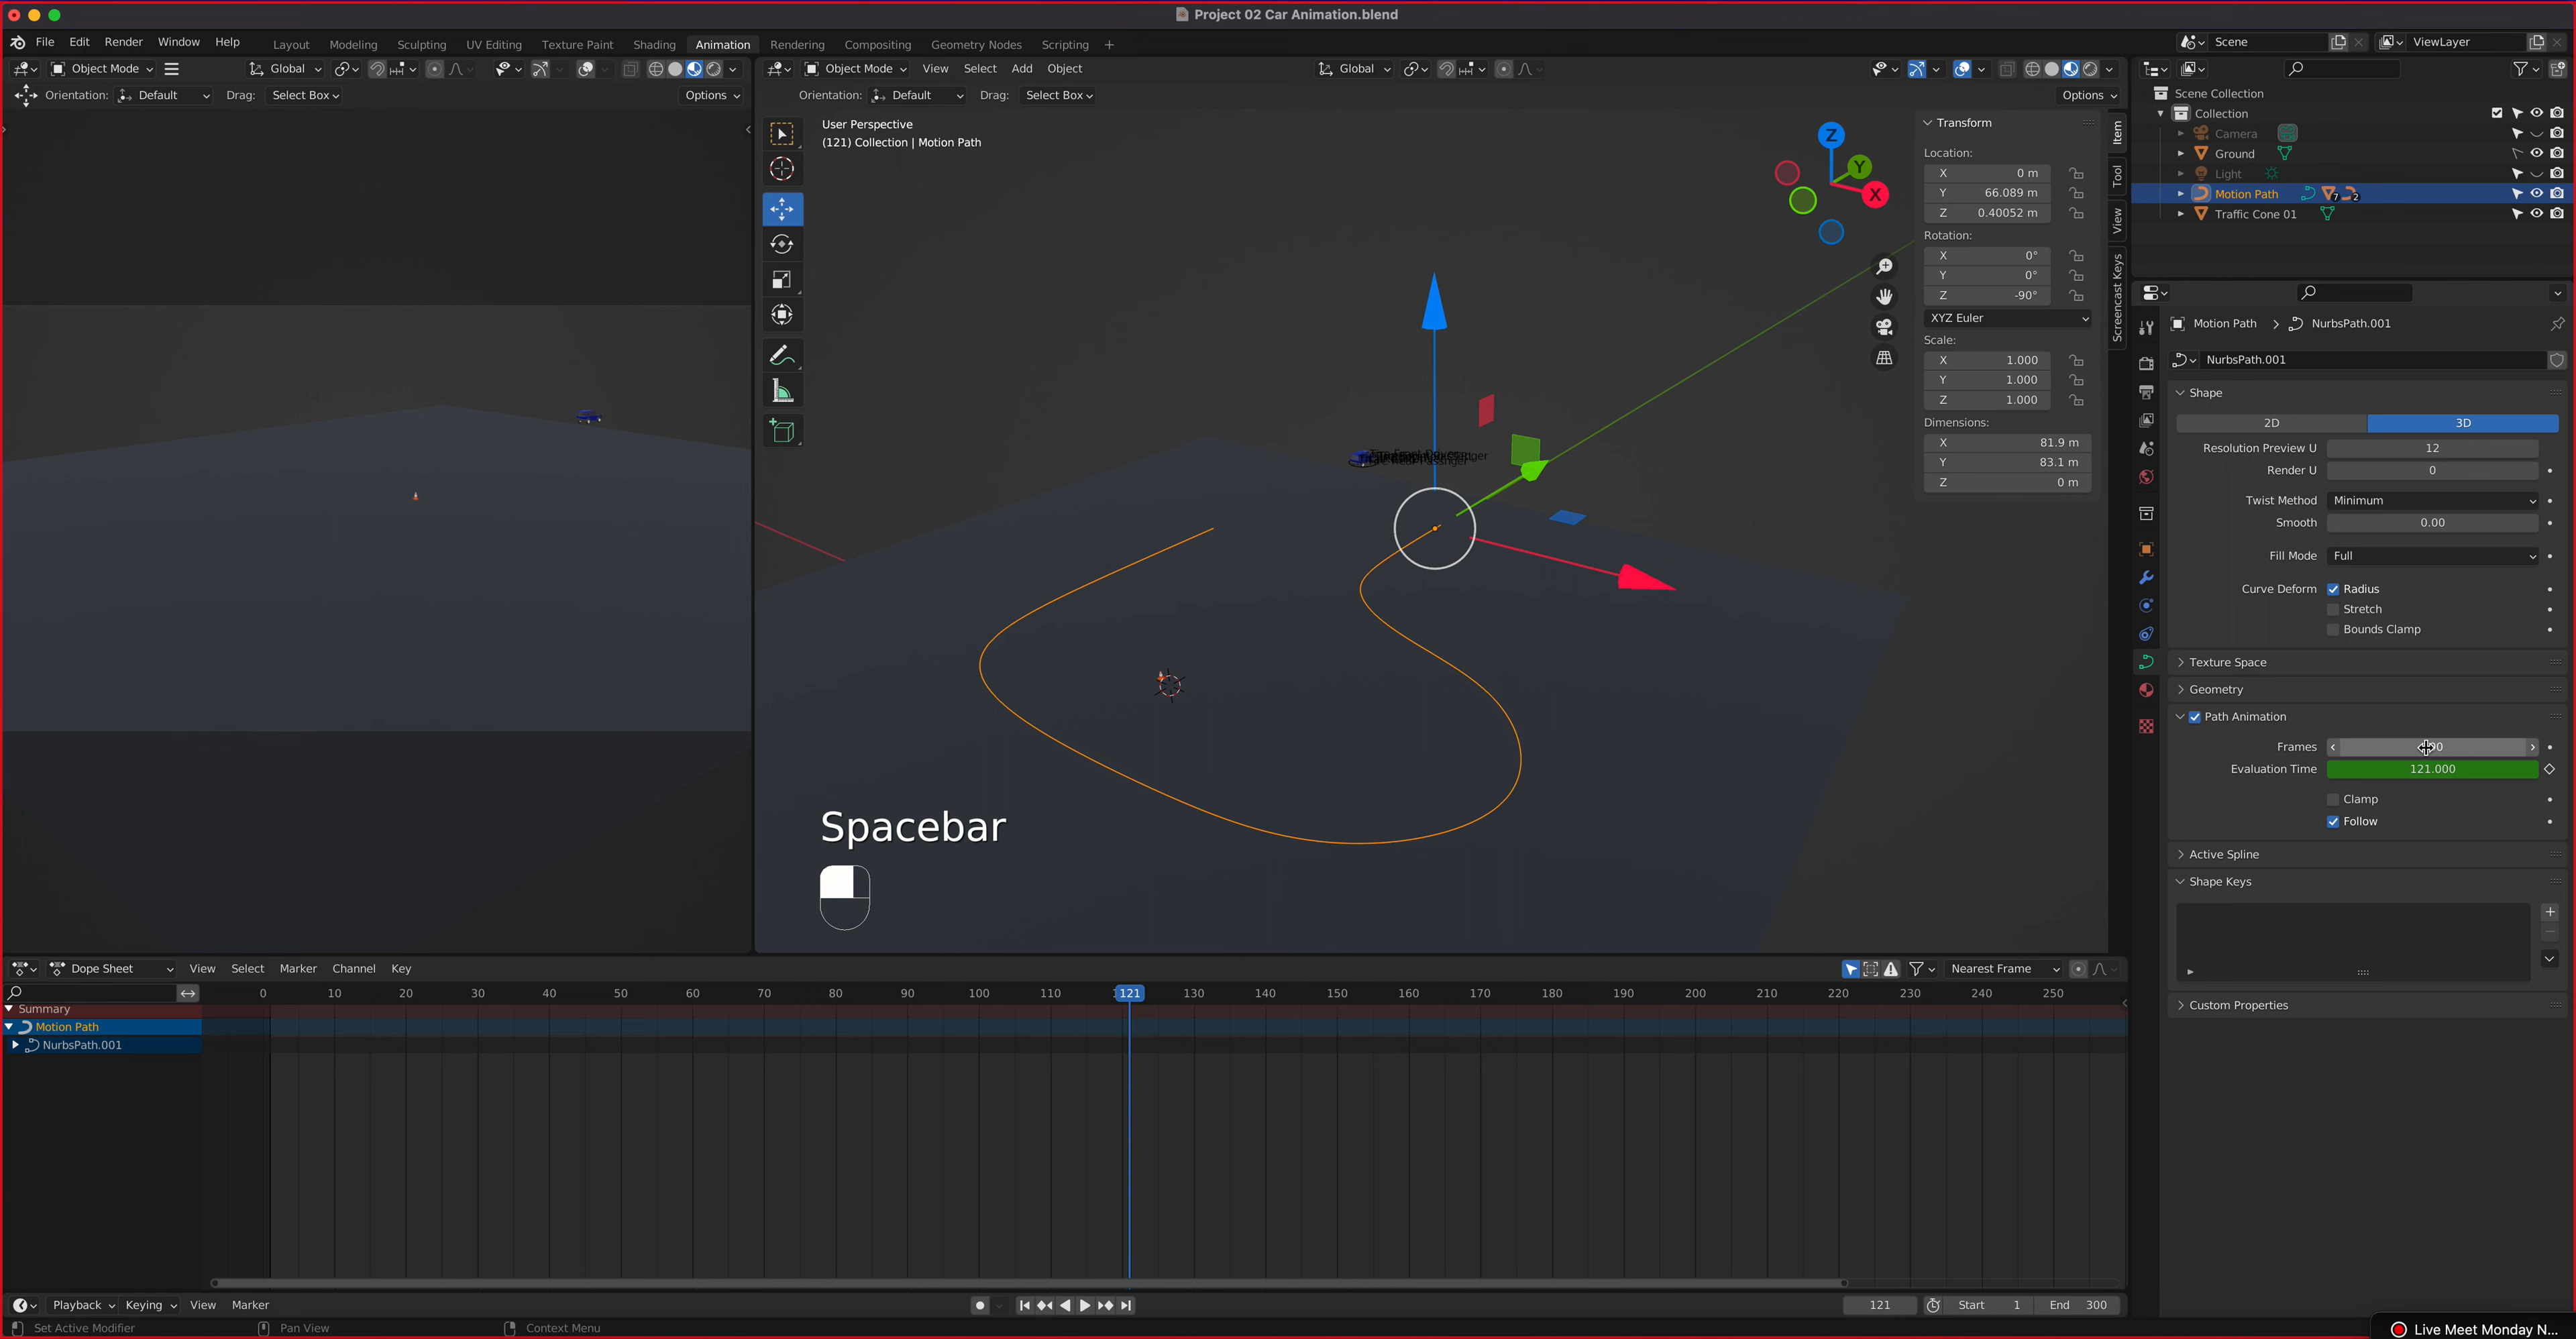 Project 02 Car Animation.blend
File Edit Render Window Help Layout Modeling Sculpting UV Editing Texture Paint Shading Animation Rendering Compositing Geometry Nodes Scripting + Scene ViewLayer
Object Mode Global Object Mode View Select Add Object Global
Orientation: Default Drag: Select Box Options Orientation: Default Drag: Select Box Options
User Perspective
(121) Collection | Motion Path
Z
Y
X
Transform
Location:
X 0 m
Y 66.089 m
Z 0.40052 m
Rotation:
X 0°
Y 0°
Z -90°
XYZ Euler
Scale:
X 1.000
Y 1.000
Z 1.000
Dimensions:
X 81.9 m
Y 83.1 m
Z 0 m
Item
Tool
View
Screencast Keys
Spacebar
Scene Collection
Collection
Camera
Ground
Light
Motion Path 7 2
Traffic Cone 01
Motion Path > NurbsPath.001
NurbsPath.001
Shape
2D 3D
Resolution Preview U 12
Render U 0
Twist Method Minimum
Smooth 0.00
Fill Mode Full
Curve Deform Radius
Stretch
Bounds Clamp
Texture Space
Geometry
Path Animation
Frames
Evaluation Time 121.000
Clamp
Follow
Active Spline
Shape Keys
Custom Properties
Dope Sheet View Select Marker Channel Key Nearest Frame
0 10 20 30 40 50 60 70 80 90 100 110 121 130 140 150 160 170 180 190 200 210 220 230 240 250
Summary
Motion Path
NurbsPath.001
Playback Keying View Marker 121 Start 1 End 300
Set Active Modifier Pan View Context Menu
Live Meet Monday N...